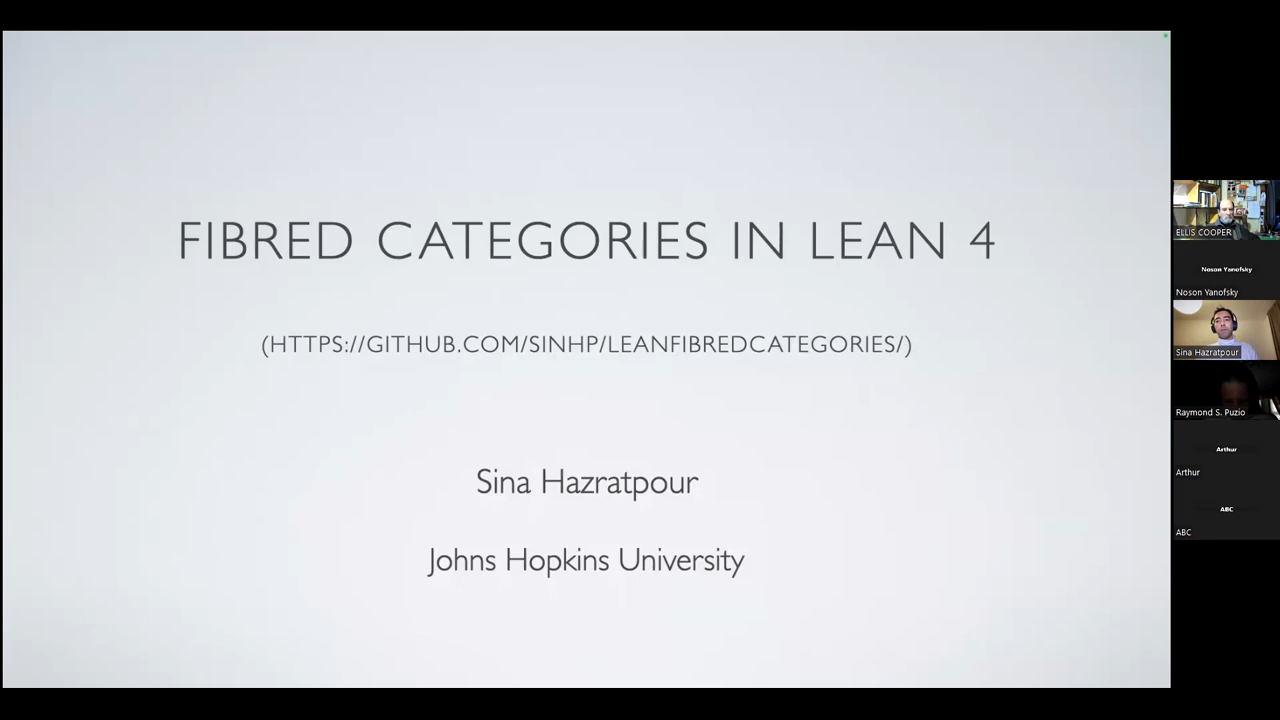 FIBRED CATEGORIES IN LEAN 4
(HTTPS://GITHUB.COM/SINHP/LEANFIBREDCATEGORIES/)
Sina Hazratpour
Johns Hopkins University
ELLIS COOPER
Noson Yanofsky
Noson Yanofsky
Sina Hazratpour
Raymond S. Puzio
Arthur
Arthur
ABC
ABC